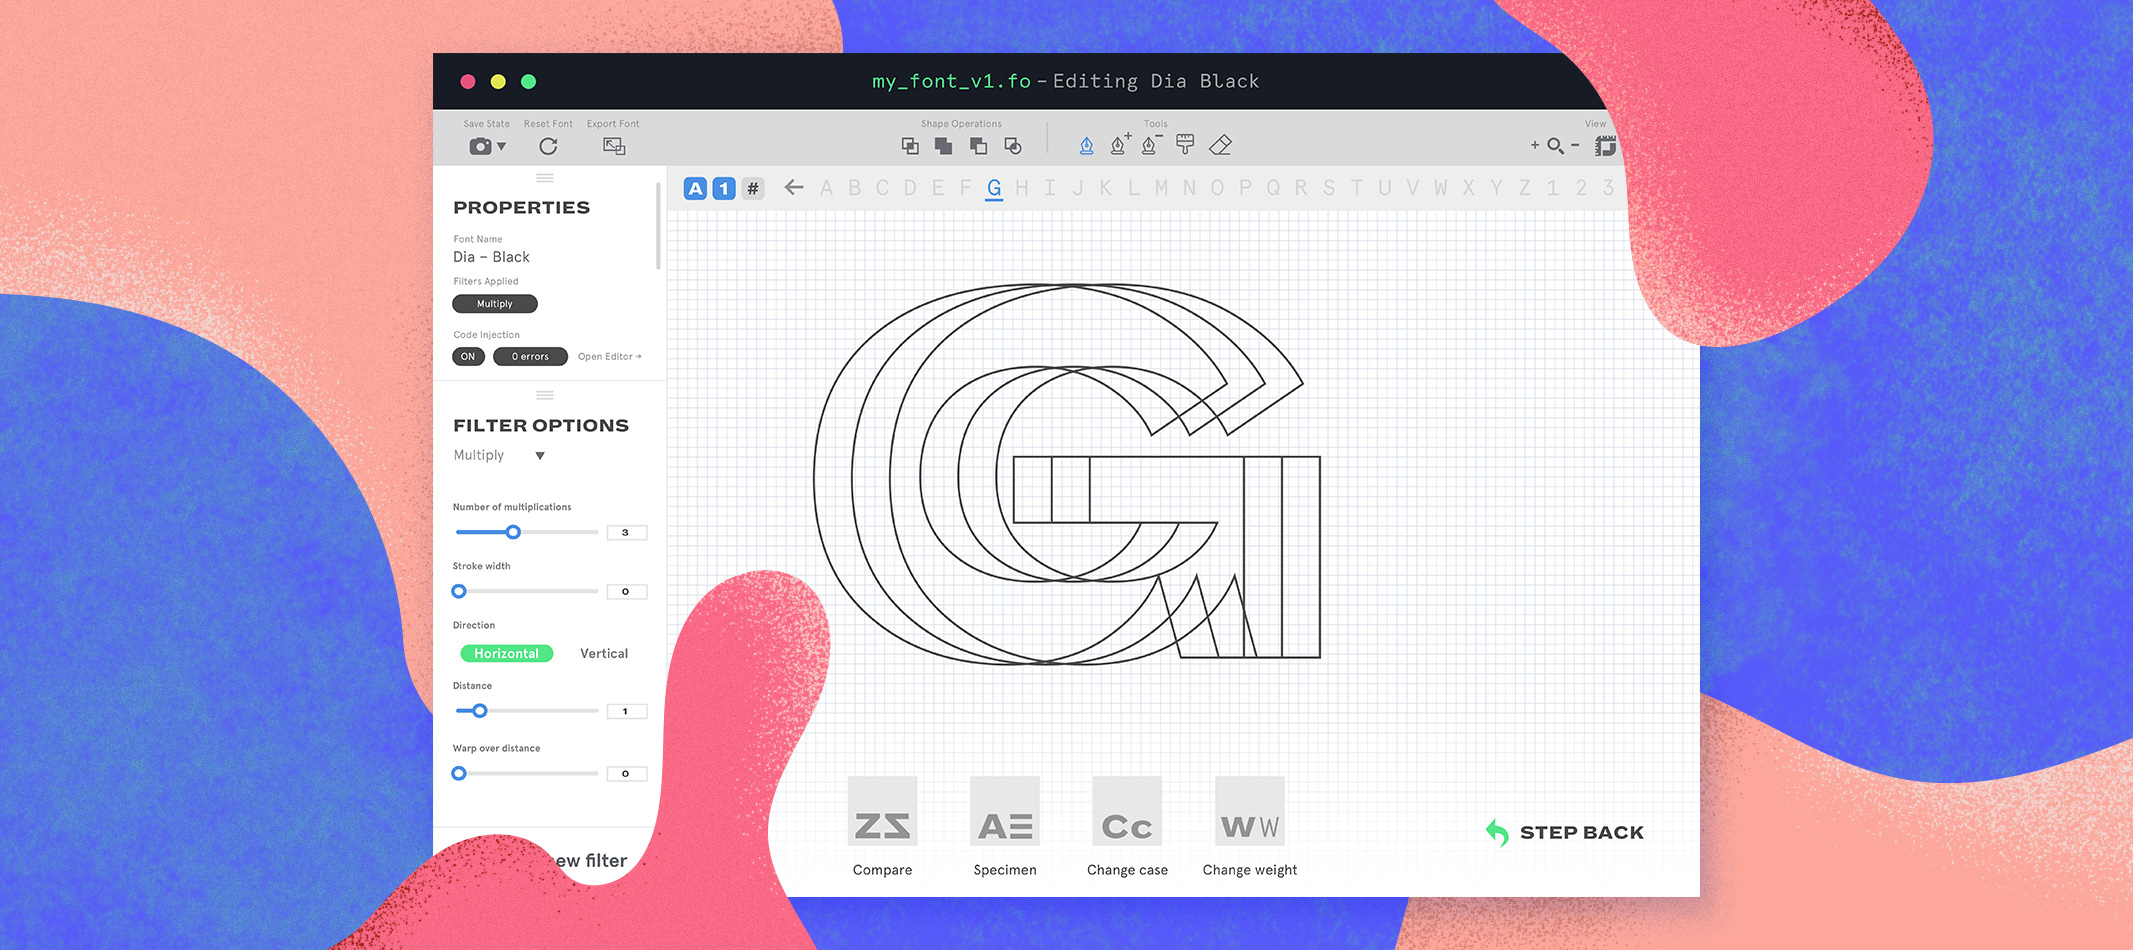 my_font_v1.fo – Editing Dia Black
Save State Reset Font Export Font Shape Operations Tools View
A 1 # A B C D E F G H I J K L M N O P Q R S T U V W X Y Z 1 2 3
PROPERTIES
Font Name
Dia – Black
Filters Applied
Multiply
Code Injection
ON 0 errors Open Editor →
FILTER OPTIONS
Multiply
Number of multiplications
3
Stroke width
0
Direction
Horizontal Vertical
Distance
1
Warp over distance
0
filter
G
ZS AE Cc WW
Compare Specimen Change case Change weight
STEP BACK